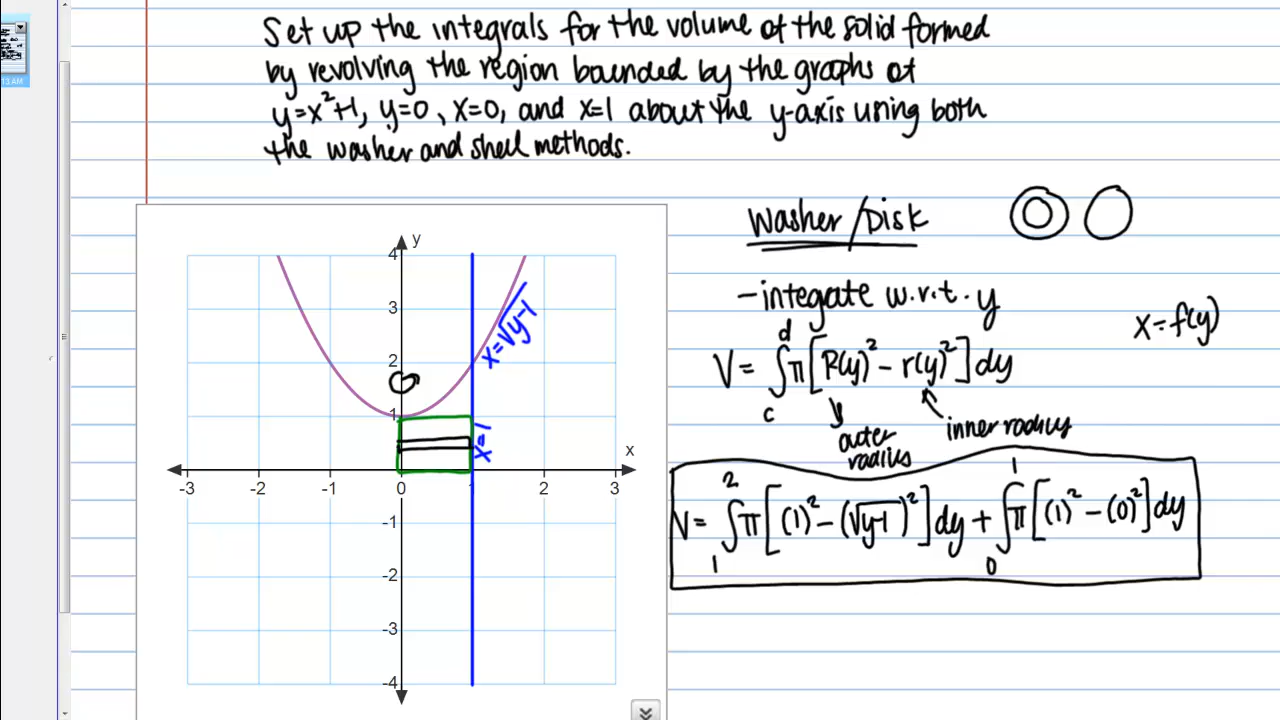 Set up the integrals for the volume of the solid formed
by revolving the region bounded by the graphs of
y=x²+1, y=0, x=0, and x=1 about the y-axis using both
the washer and shell methods.
Washer/Disk
-integate w.r.t. y
x=f(y)
V = ∫_c^d π[R(y)² - r(y)²] dy
outer
radius
inner radius
V = ∫_1^2 π[(1)² - (√(y-1))²] dy + ∫_0^1 π[(1)² - (0)²] dy
y
4
3
2
1
x
-3 -2 -1 0 2 3
-1
-2
-3
-4
x=√(y-1)
x=1
13 AM